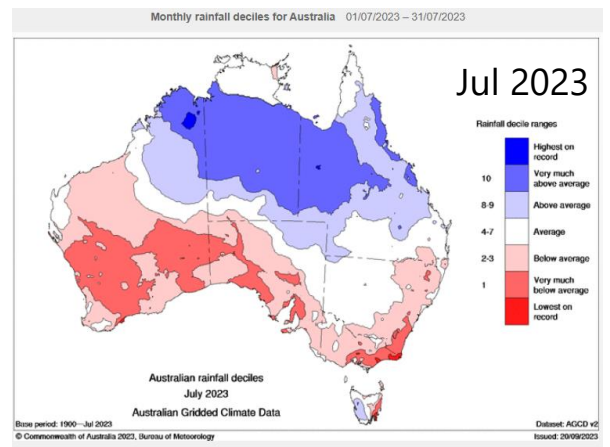 Monthly rainfall deciles for Australia 01/07/2023 – 31/07/2023
Jul 2023
Rainfall decile ranges
Highest on
record
10 Very much
above average
8-9 Above average
4-7 Average
2-3 Below average
1 Very much
below average
Lowest on
record
Australian rainfall deciles
July 2023
Australian Gridded Climate Data
Base period: 1900—Jul 2023
Dataset: AGCD v2
© Commonwealth of Australia 2023, Bureau of Meteorology
Issued: 20/09/2023